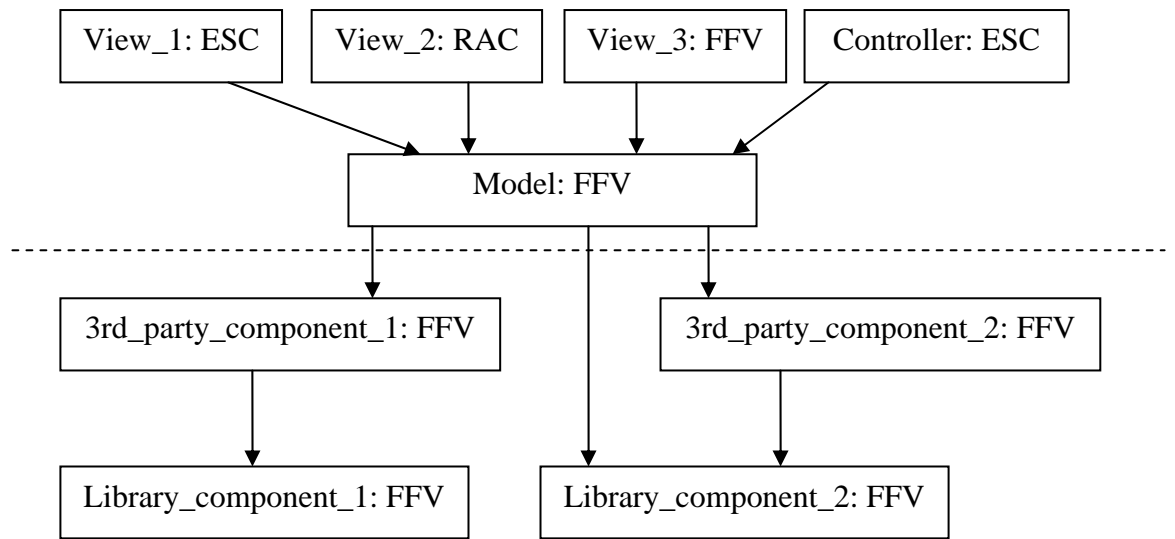 View_1: ESC
View_2: RAC
View_3: FFV
Controller: ESC
Model: FFV
3rd_party_component_1: FFV
3rd_party_component_2: FFV
Library_component_1: FFV
Library_component_2: FFV